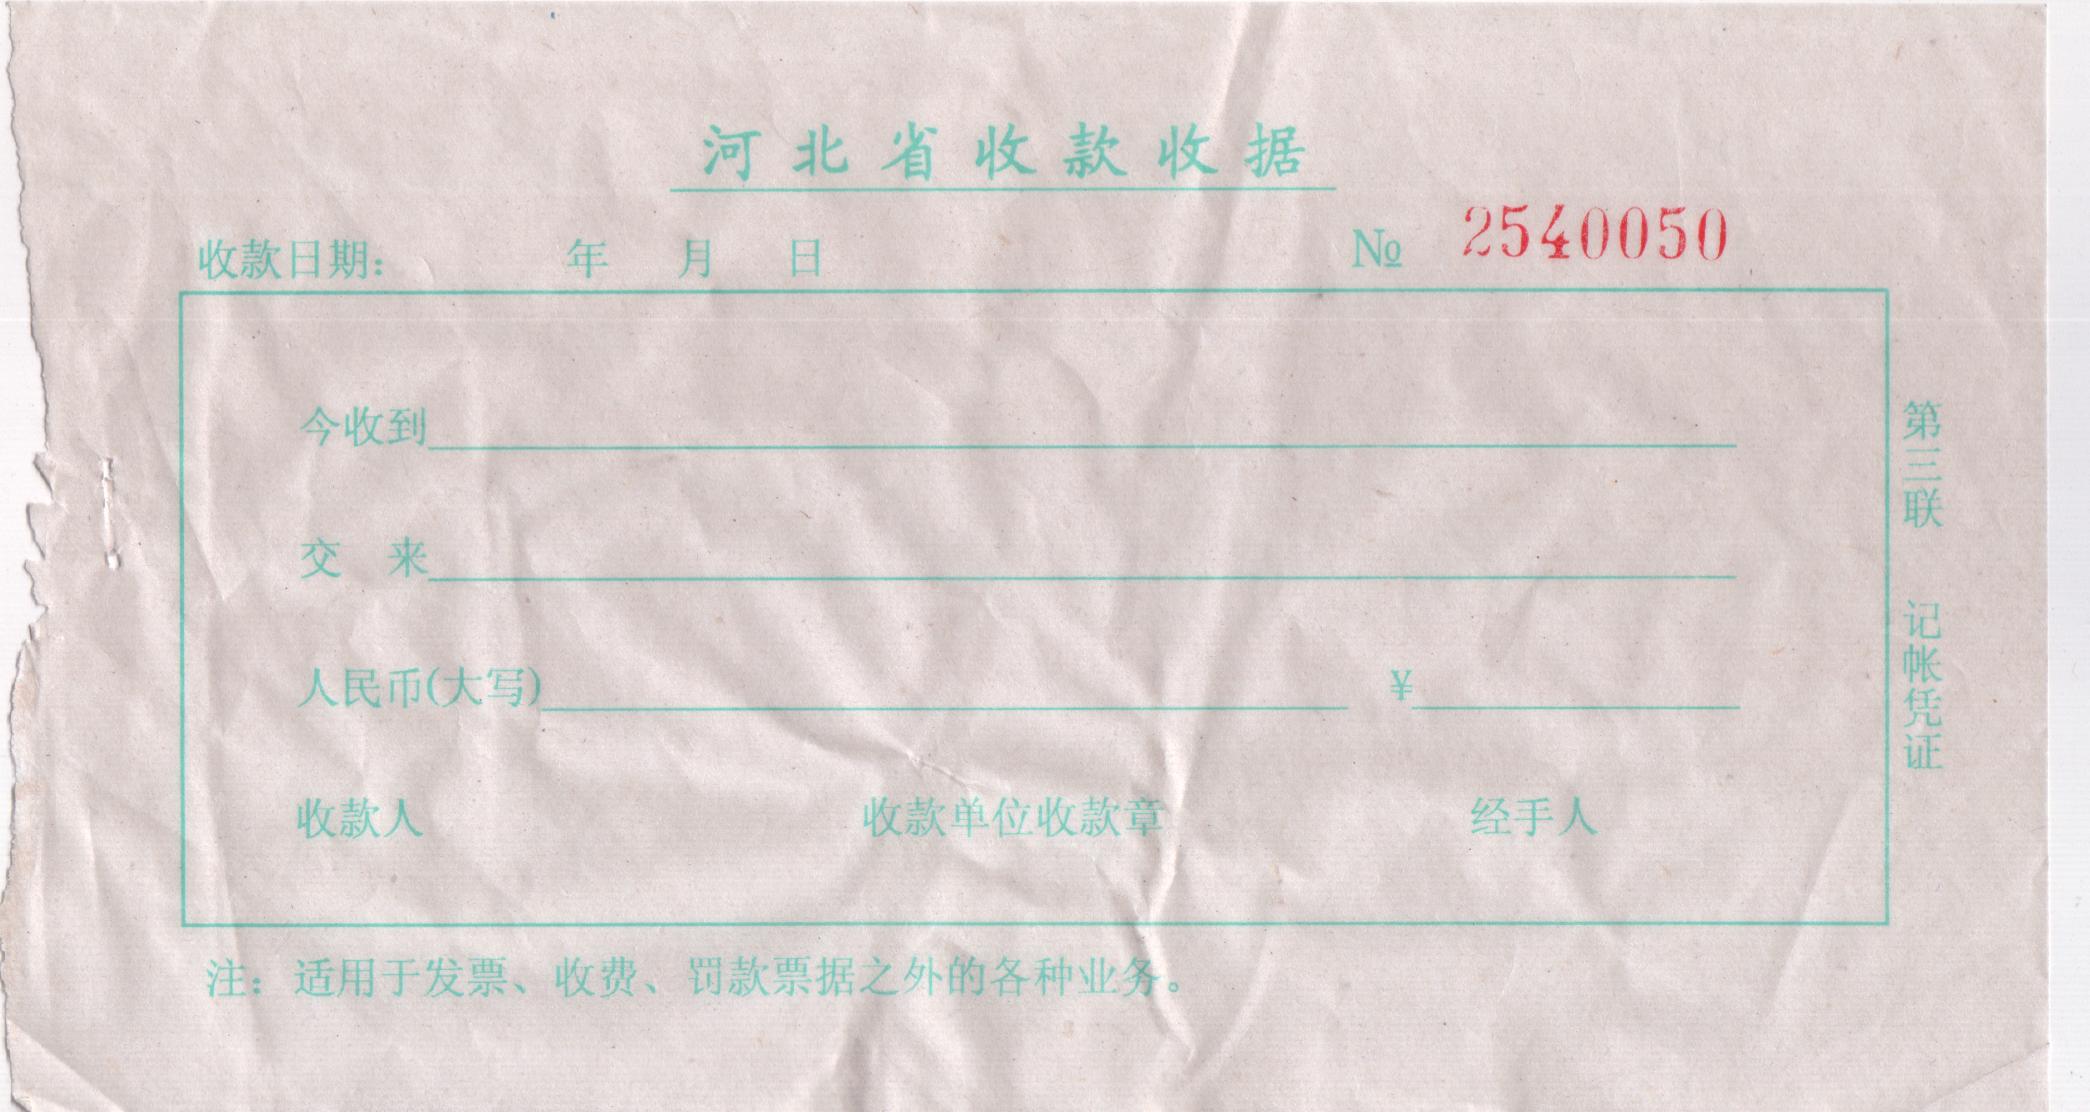 河北省收款收据
收款日期： 年 月 日 № 2540050
今收到
交 来
人民币(大写) ¥
收款人 收款单位收款章 经手人
注：适用于发票、收费、罚款票据之外的各种业务。
第三联 记帐凭证